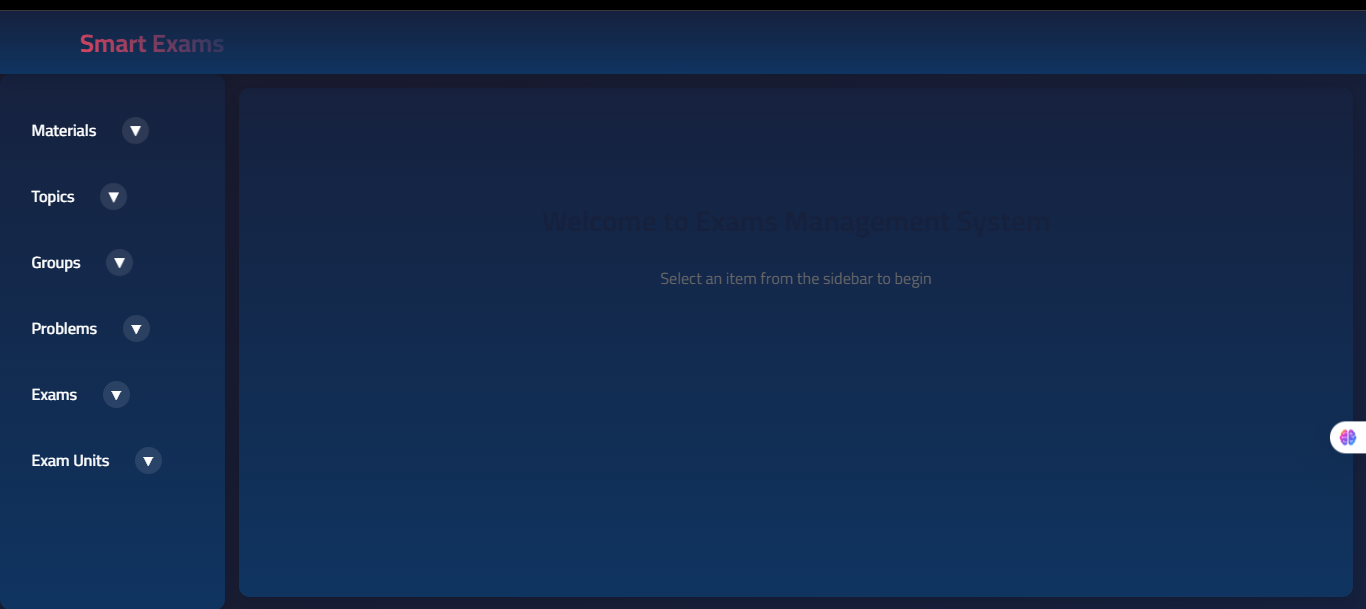 Smart Exams
Materials ▼
Topics ▼
Groups ▼
Problems ▼
Exams ▼
Exam Units ▼
Welcome to Exams Management System
Select an item from the sidebar to begin